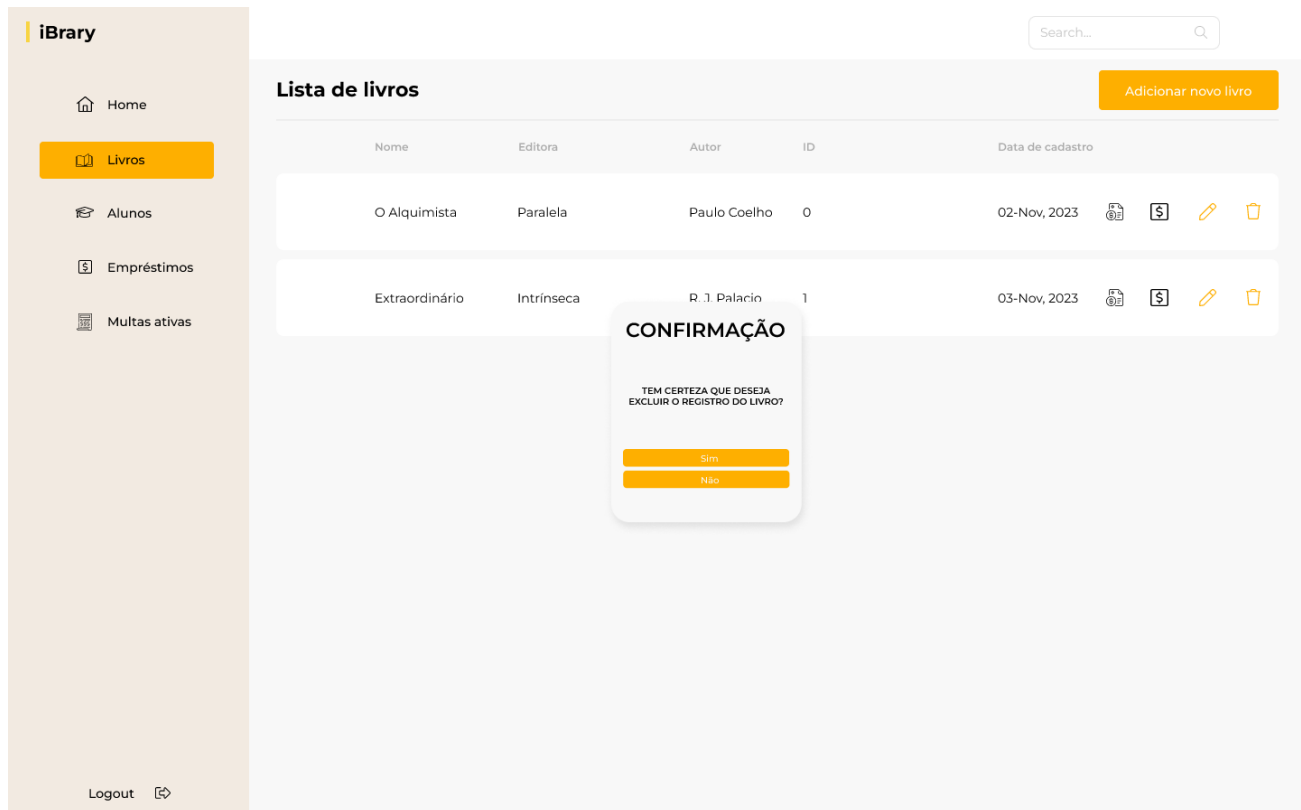 iBrary
Search...
Home
Livros
Alunos
Empréstimos
Multas ativas
Logout
Lista de livros
Adicionar novo livro
Nome Editora Autor ID Data de cadastro
O Alquimista Paralela Paulo Coelho 0 02-Nov, 2023
Extraordinário Intrínseca R. J. Palacio 1 03-Nov, 2023
CONFIRMAÇÃO
TEM CERTEZA QUE DESEJA
EXCLUIR O REGISTRO DO LIVRO?
Sim
Não